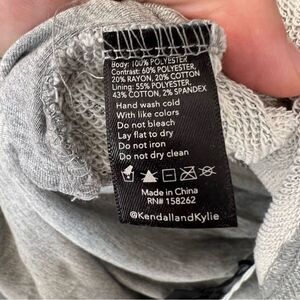 Body: 100% POLYESTER
Contrast: 60% POLYESTER,
20% RAYON, 20% COTTON
Lining: 55% POLYESTER,
43% COTTON, 2% SPANDEX
Hand wash cold
With like colors
Do not bleach
Lay flat to dry
Do not iron
Do not dry clean
Made in China
RN# 158262
@KendallandKylie